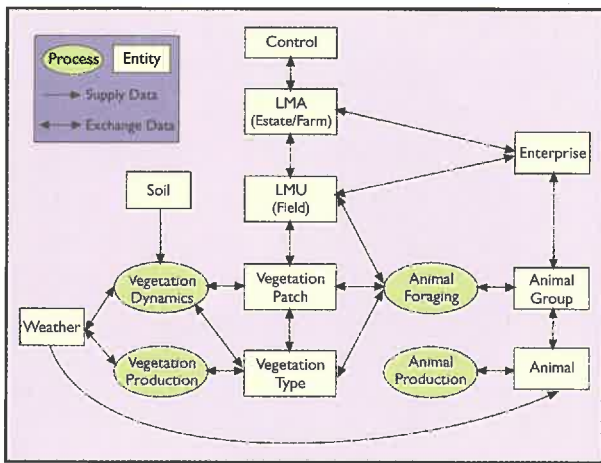 Process
Entity
Supply Data
Exchange Data
Control
LMA
(Estate/Farm)
Enterprise
Soil
LMU
(Field)
Vegetation
Dynamics
Vegetation
Patch
Animal
Foraging
Animal
Group
Weather
Vegetation
Production
Vegetation
Type
Animal
Production
Animal